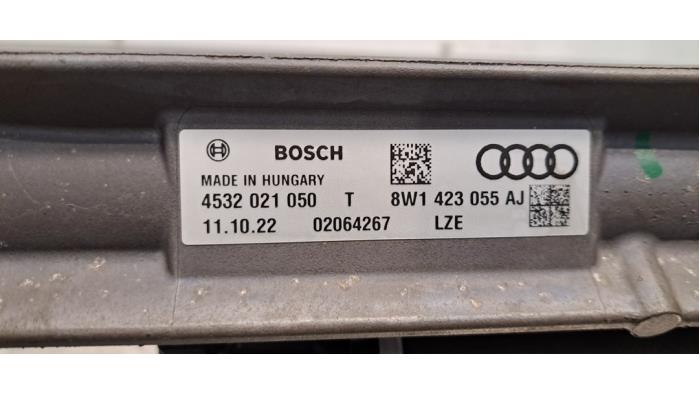 BOSCH
MADE IN HUNGARY
4532 021 050 T 8W1 423 055 AJ
11.10.22 02064267 LZE